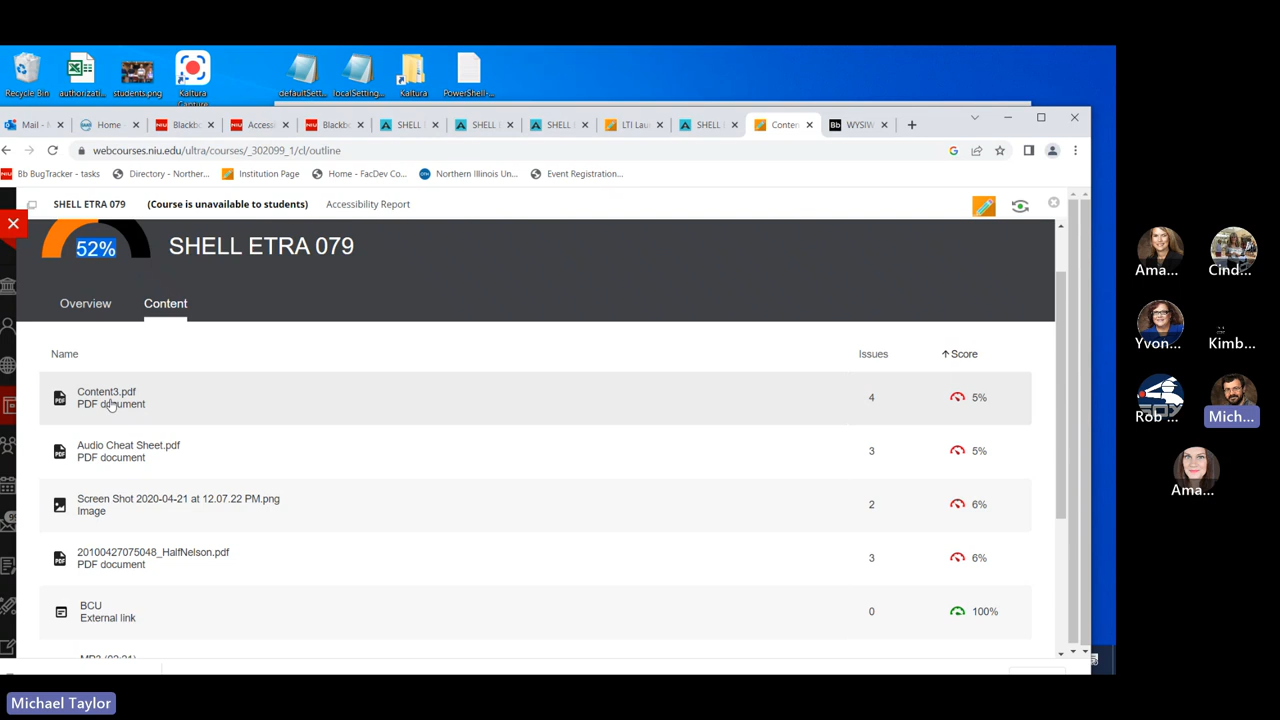 Recycle Bin
authorizati...
students.png
Kaltura
Capture
defaultSett...
localSetting...
Kaltura
PowerShell-...
Mail -
Home
Blackb
Access
Blackb
SHELL
SHELL
SHELL
LTI Lau
SHELL
Conten
Bb WYSIW
webcourses.niu.edu/ultra/courses/_302099_1/cl/outline
NIU Bb BugTracker - tasks
Directory - Norther...
Institution Page
Home - FacDev Co...
Northern Illinois Un...
Event Registration...
SHELL ETRA 079
(Course is unavailable to students)
Accessibility Report
52%
SHELL ETRA 079
Overview
Content
Name
Issues
Score
Content3.pdf
PDF document
4
5%
Audio Cheat Sheet.pdf
PDF document
3
5%
Screen Shot 2020-04-21 at 12.07.22 PM.png
Image
2
6%
20100427075048_HalfNelson.pdf
PDF document
3
6%
BCU
External link
0
100%
Ama...
Cind...
Yvon...
Kimb...
Rob ...
Mich...
Ama...
Michael Taylor